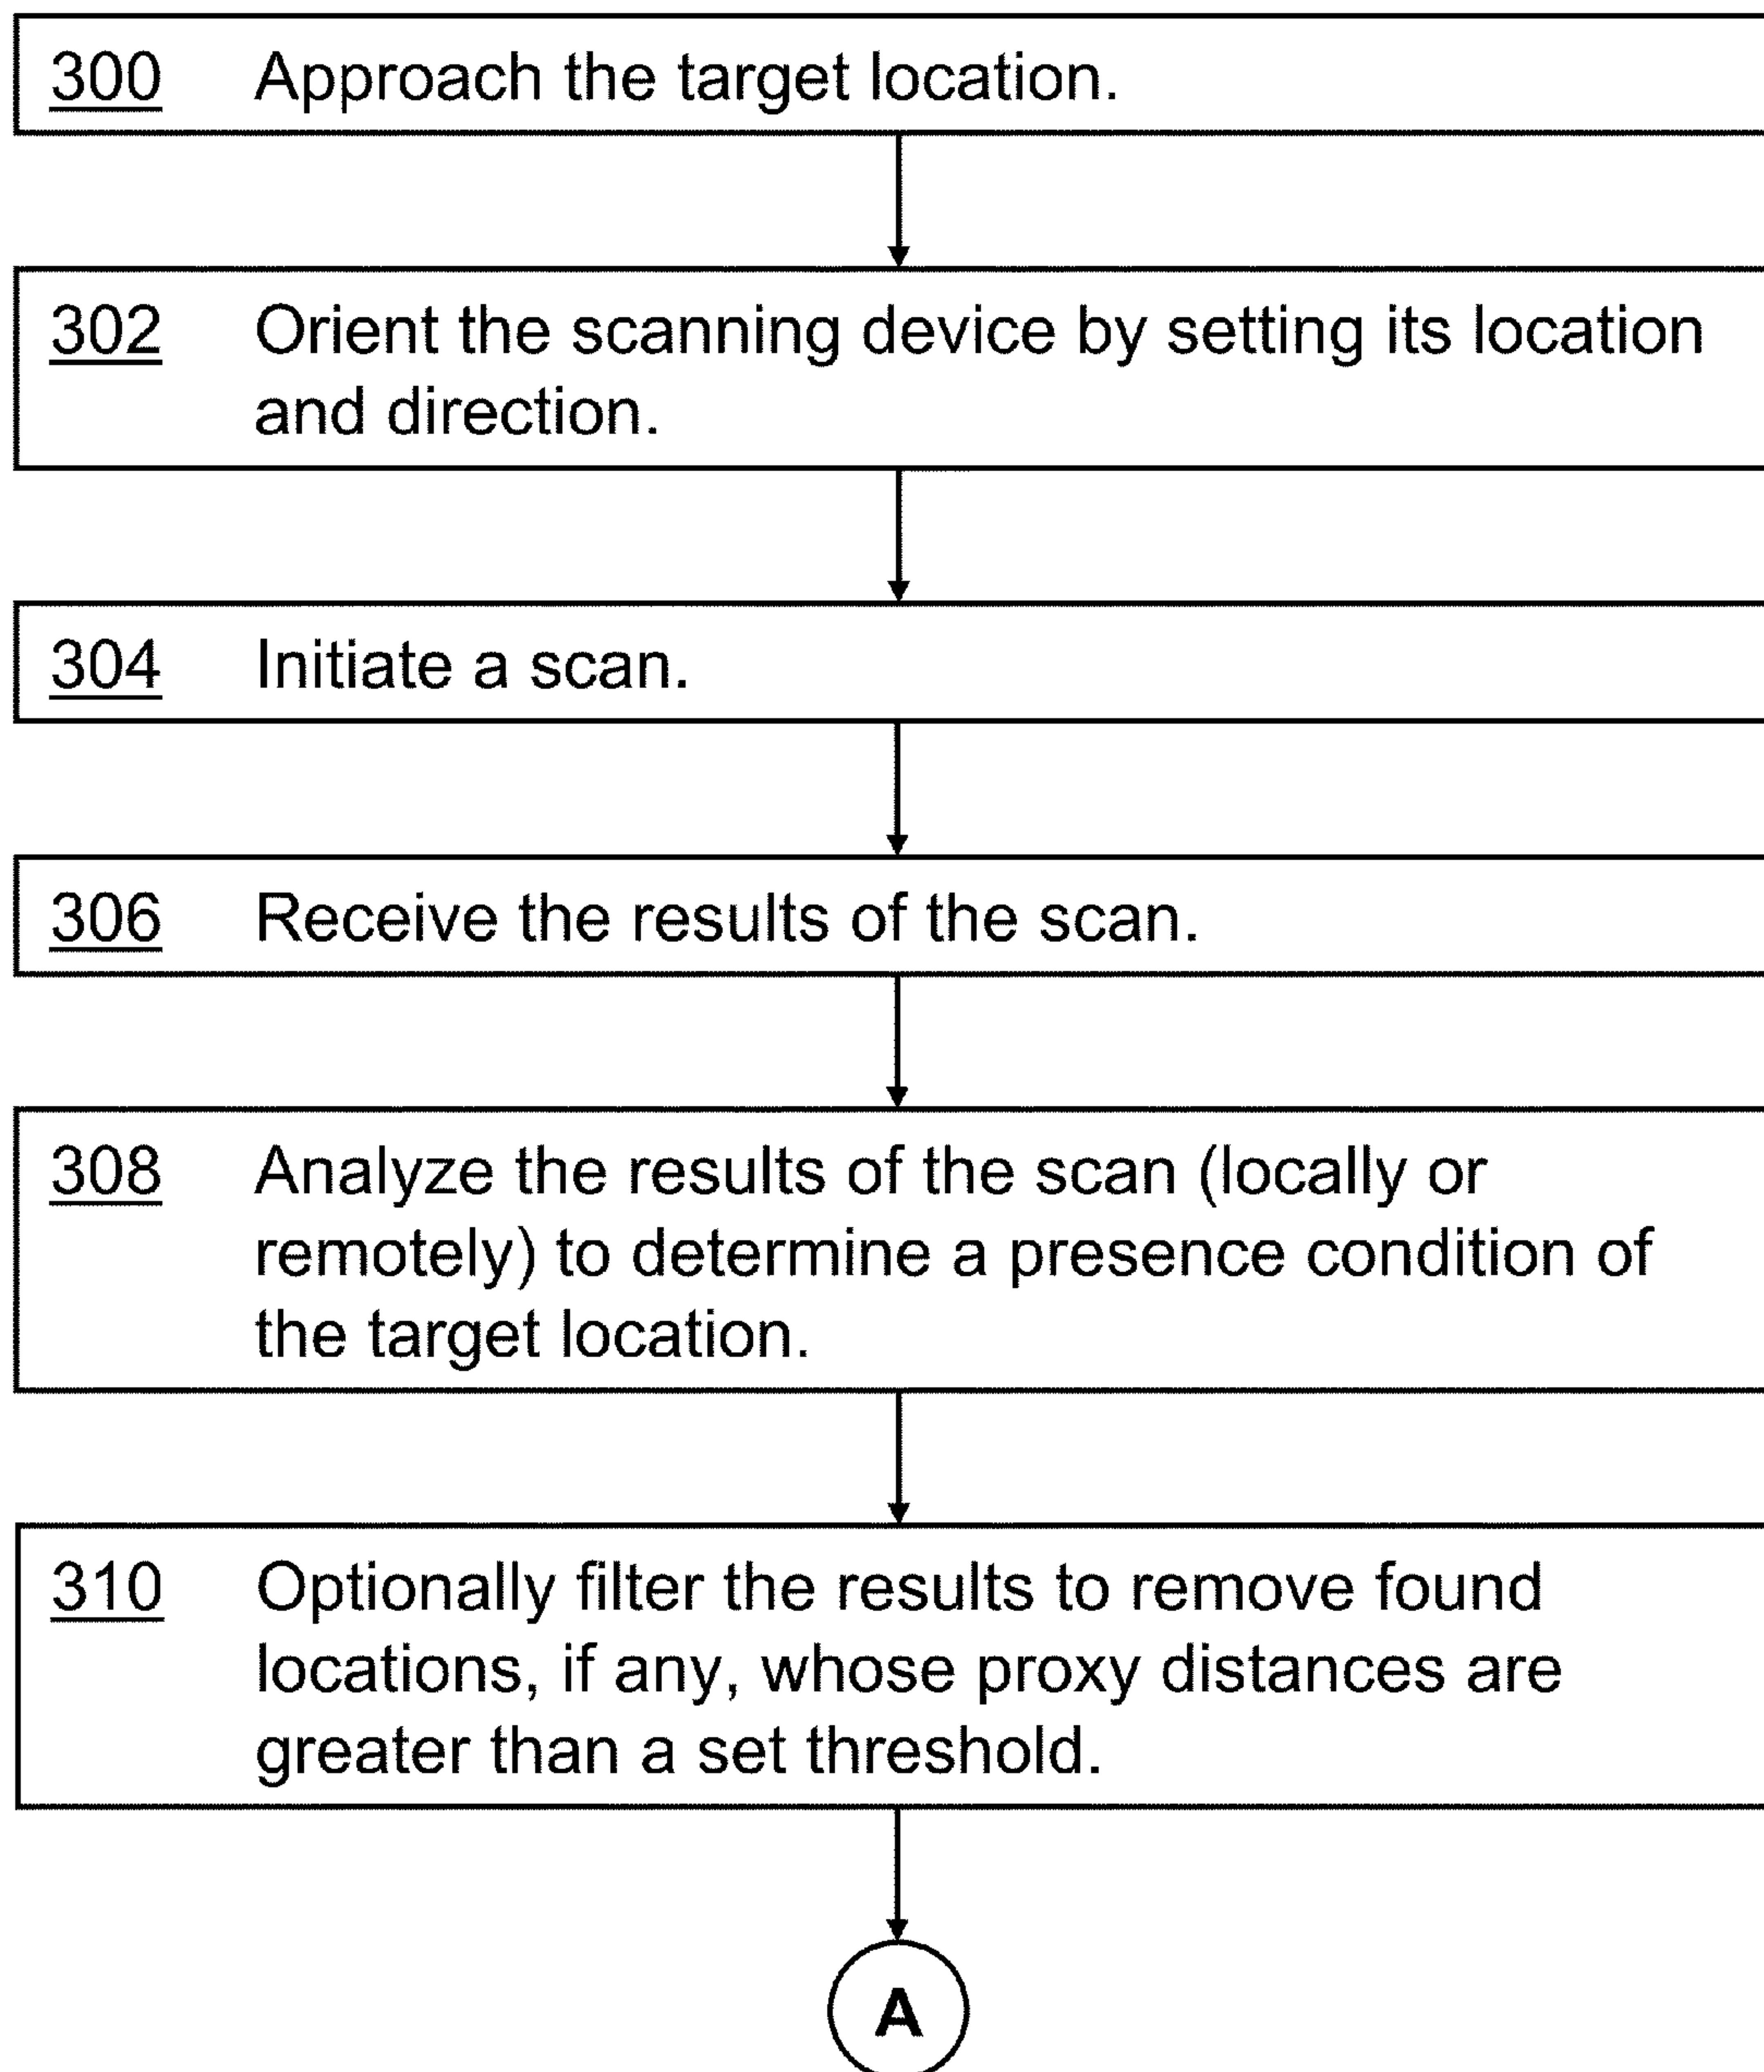 300 Approach the target location.
302 Orient the scanning device by setting its location
and direction.
304 Initiate a scan.
306 Receive the results of the scan.
308 Analyze the results of the scan (locally or
remotely) to determine a presence condition of
the target location.
310 Optionally filter the results to remove found
locations, if any, whose proxy distances are
greater than a set threshold.
A